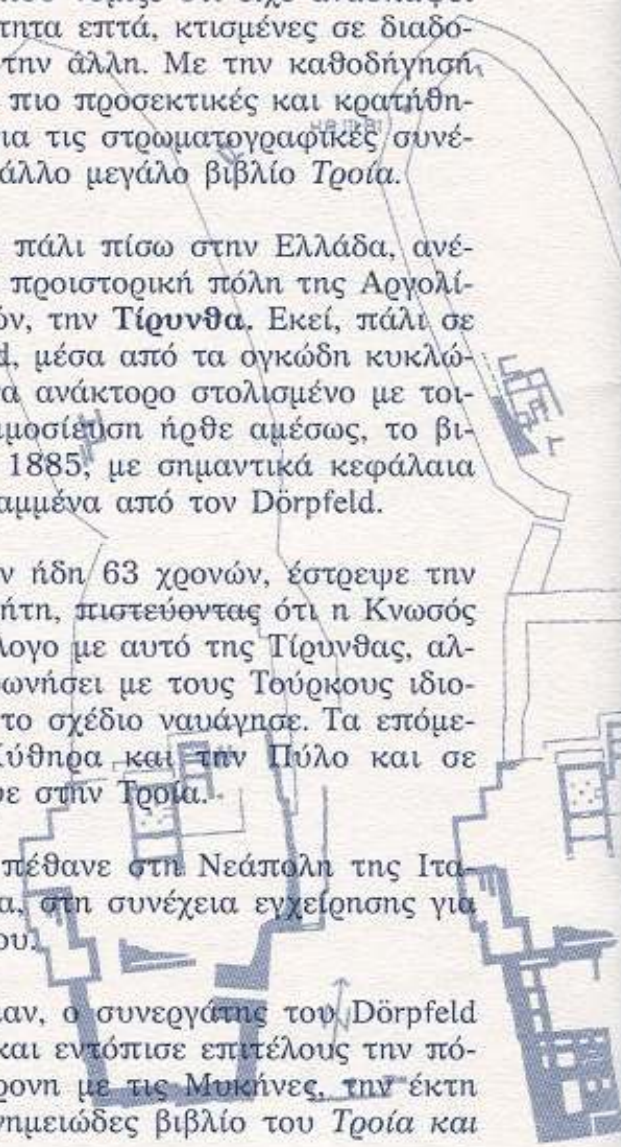 τητα επτά, κτισμένες σε διαδο-
την άλλη. Με την καθοδήγησή
πιο προσεκτικές και κρατήθη-
ια τις στρωματογραφικές συνέ-
άλλο μεγάλο βιβλίο Τροία.
πάλι πίσω στην Ελλάδα, ανέ-
προιστορική πόλη της Αργολί-
ών, την Τίρυνθα. Εκεί, πάλι σε
d, μέσα από τα ογκώδη κυκλώ-
α ανάκτορο στολισμένο με τοι-
ημοσίευση ήρθε αμέσως, το βι-
1885, με σημαντικά κεφάλαια
αμμένα από τον Dörpfeld.
ν ήδη 63 χρονών, έστρεψε την
ήτη, πιστεύοντας ότι η Κνωσός
λογο με αυτό της Τίρυνθας, αλ-
ωνήσει με τους Τούρκους ιδιο-
το σχέδιο ναυάγησε. Τα επόμε-
ύθηρα και την Πύλο και σε
ε στην Τροία.
πέθανε στη Νεάπολη της Ιτα-
α, στη συνέχεια εγχείρησης για
ου.
αν, ο συνεργάτης του Dörpfeld
και εντόπισε επιτέλους την πό-
ρονη με τις Μυκήνες, την έκτη
νημειώδες βιβλίο του Τροία και